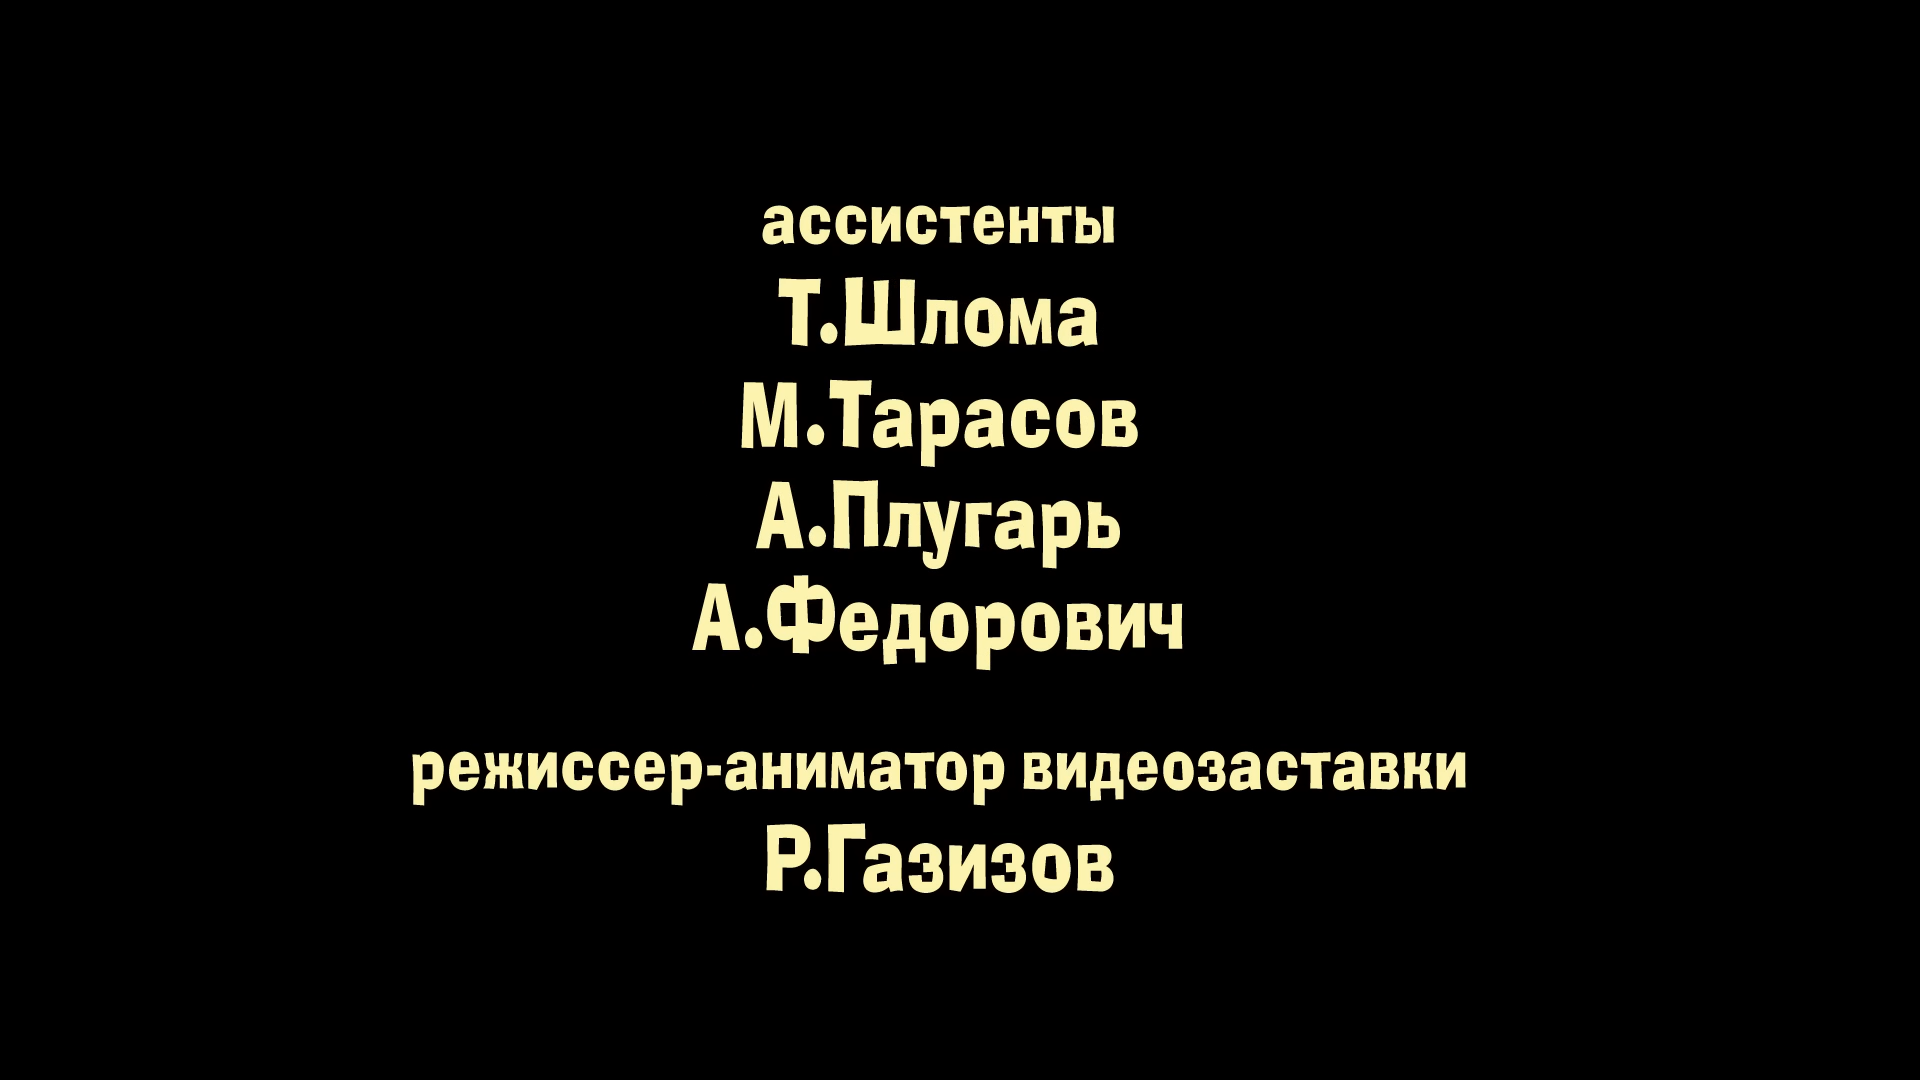 ассистенты
Т.Шлома
М.Тарасов
А.Плугарь
А.Федорович
режиссер-аниматор видеозаставки
Р.Газизов